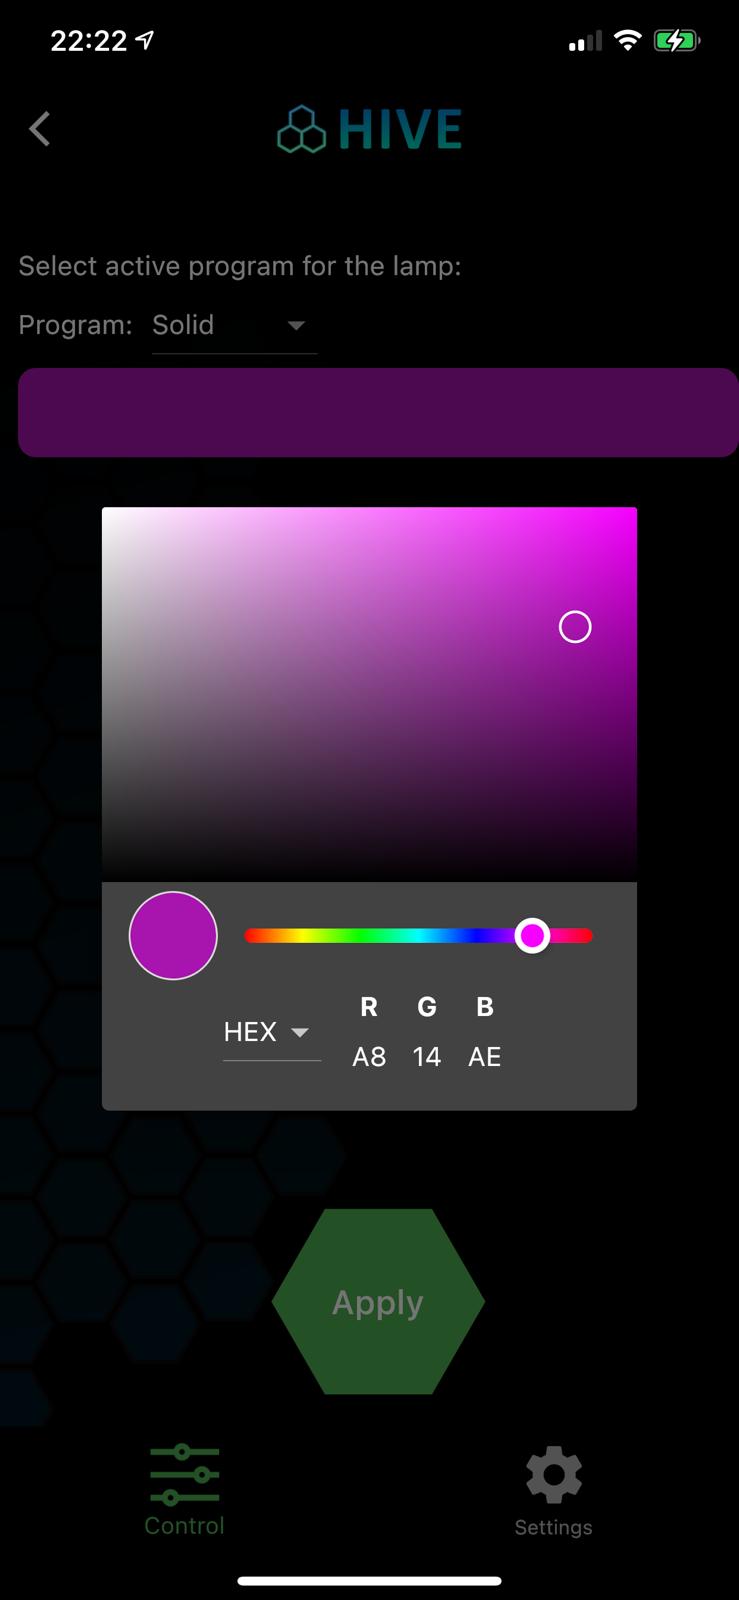 22:22
HIVE
Select active program for the lamp:
Program: Solid
HEX
R G B
A8 14 AE
Apply
Control
Settings